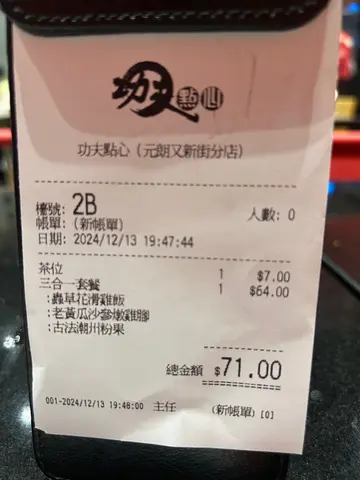 功夫點心
功夫點心 (元朗又新街分店)
檯號: 2B 人數: 0
帳單: (新帳單)
日期: 2024/12/13 19:47:44
茶位 1 $7.00
三合一套餐 1 $64.00
:蟲草花滑雞飯
:老黃瓜沙參燉雞腳
:古法潮州粉果
總金額 $71.00
001-2024/12/13 19:48:00 主任 (新帳單) [0]